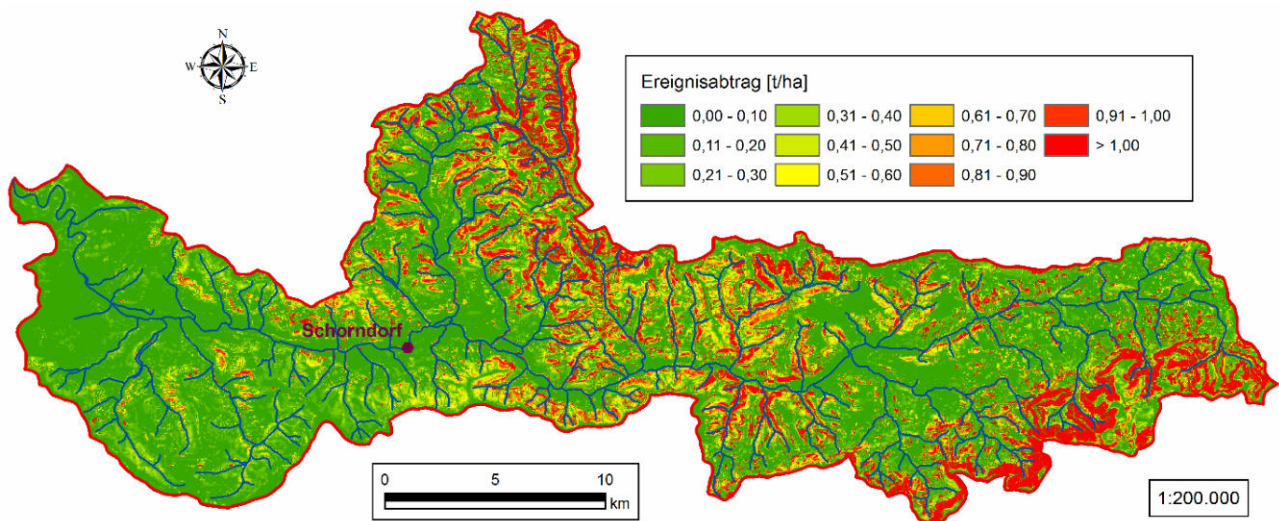 N
W E
S
Ereignisabtrag [t/ha]
0,00 - 0,10 0,31 - 0,40 0,61 - 0,70 0,91 - 1,00
0,11 - 0,20 0,41 - 0,50 0,71 - 0,80 > 1,00
0,21 - 0,30 0,51 - 0,60 0,81 - 0,90
Schorndorf
0 5 10
km
1:200.000